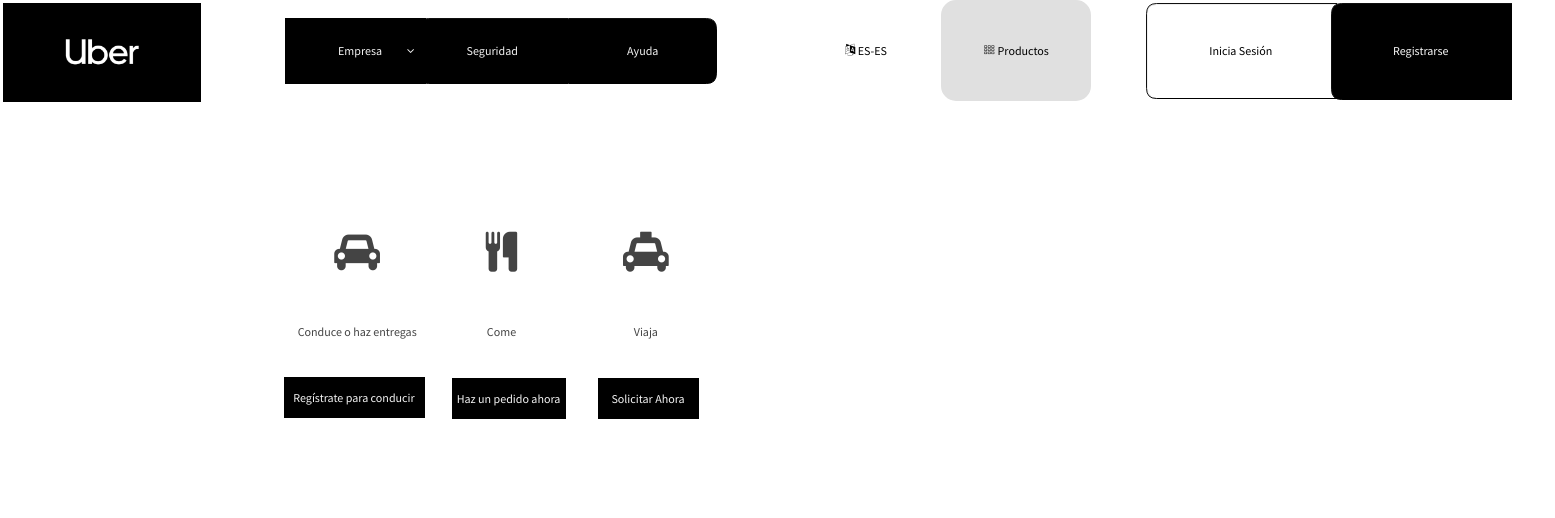 Uber
Empresa
Seguridad
Ayuda
ES-ES
Productos
Inicia Sesión
Registrarse
Conduce o haz entregas
Come
Viaja
Regístrate para conducir
Haz un pedido ahora
Solicitar Ahora